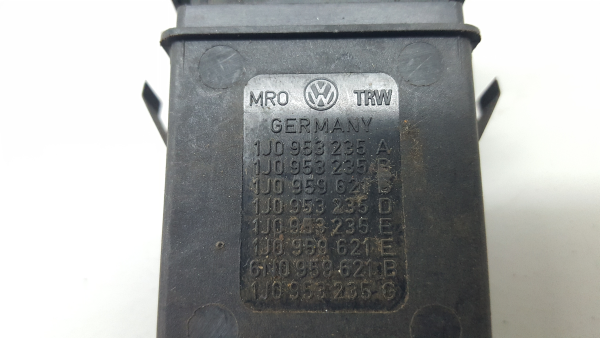 MRO VW TRW
GERMANY
1J0 953 235 A
1J0 953 235 B
1J0 959 621 D
1J0 953 235 D
1J0 953 235 E
1J0 959 621 E
6N0 959 621 B
1J0 953 235 C